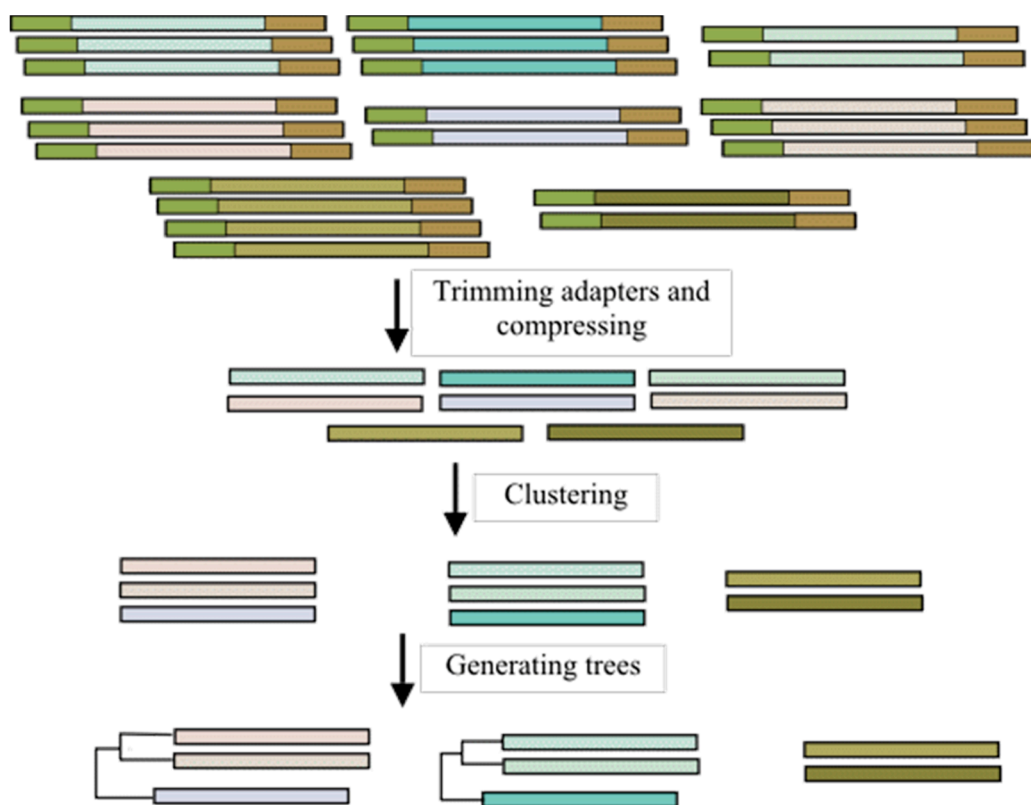 Trimming adapters and
compressing
Clustering
Generating trees